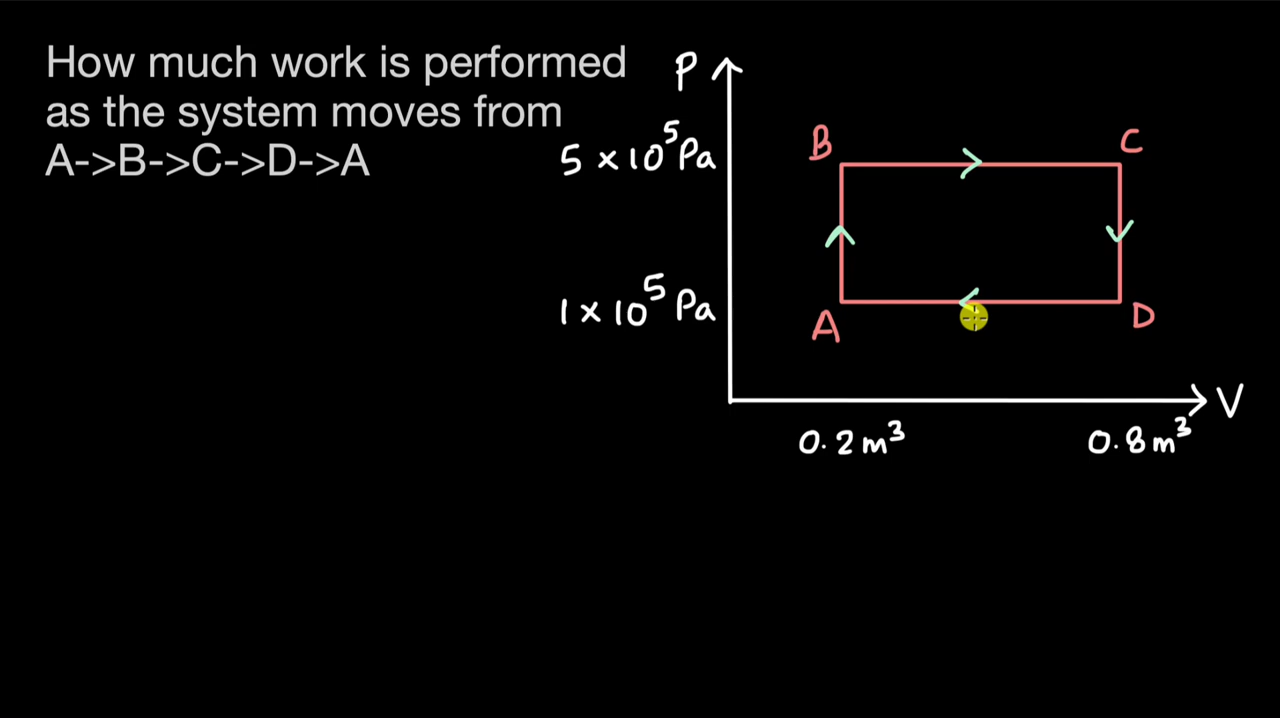 How much work is performed
as the system moves from
A->B->C->D->A
P
5 × 10⁵ Pa
1 × 10⁵ Pa
B
C
A
D
V
0.2 m³
0.8 m³